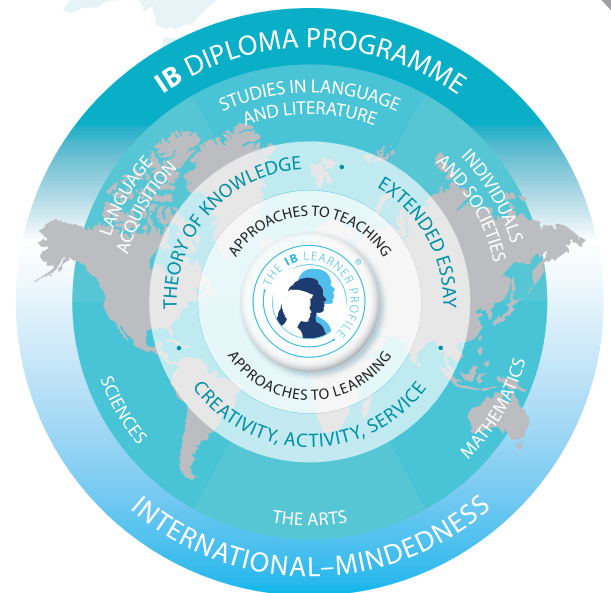 IB DIPLOMA PROGRAMME
STUDIES IN LANGUAGE
AND LITERATURE
LANGUAGE
ACQUISITION
INDIVIDUALS
AND SOCIETIES
THEORY OF KNOWLEDGE
EXTENDED ESSAY
APPROACHES TO TEACHING
THE IB LEARNER PROFILE
®
APPROACHES TO LEARNING
CREATIVITY, ACTIVITY, SERVICE
SCIENCES
MATHEMATICS
THE ARTS
INTERNATIONAL–MINDEDNESS